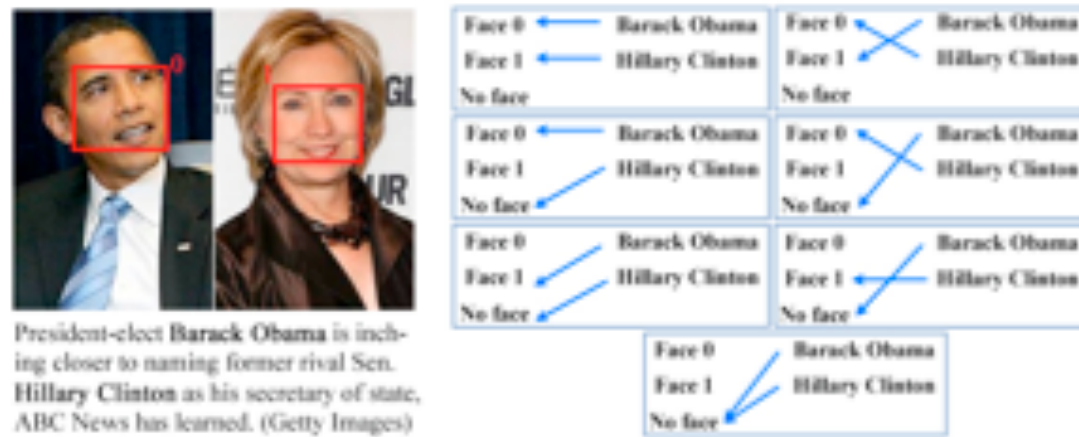 0
1
É
GL
UR
President-elect Barack Obama is inch-
ing closer to naming former rival Sen.
Hillary Clinton as his secretary of state,
ABC News has learned. (Getty Images)
Face 0 Barack Obama
Face 1 Hillary Clinton
No face
Face 0 Barack Obama
Face 1 Hillary Clinton
No face
Face 0 Barack Obama
Face 1 Hillary Clinton
No face
Face 0 Barack Obama
Face 1 Hillary Clinton
No face
Face 0 Barack Obama
Face 1 Hillary Clinton
No face
Face 0 Barack Obama
Face 1 Hillary Clinton
No face
Face 0 Barack Obama
Face 1 Hillary Clinton
No face